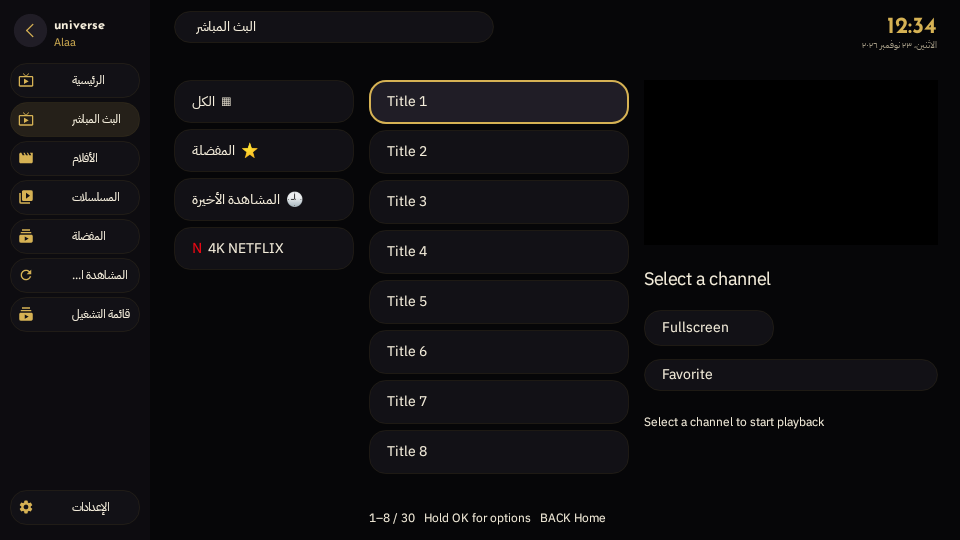 universe
Alaa
الرئيسية
البث المباشر
الأفلام
المسلسلات
المفضلة
المشاهدة ا...
قائمة التشغيل
الإعدادات
البث المباشر
12:34
الاثنين، ٢٣ نوفمبر ٢٠٢٦
الكل
المفضلة
المشاهدة الأخيرة
N 4K NETFLIX
Title 1
Title 2
Title 3
Title 4
Title 5
Title 6
Title 7
Title 8
1–8 / 30 Hold OK for options BACK Home
Select a channel
Fullscreen
Favorite
Select a channel to start playback